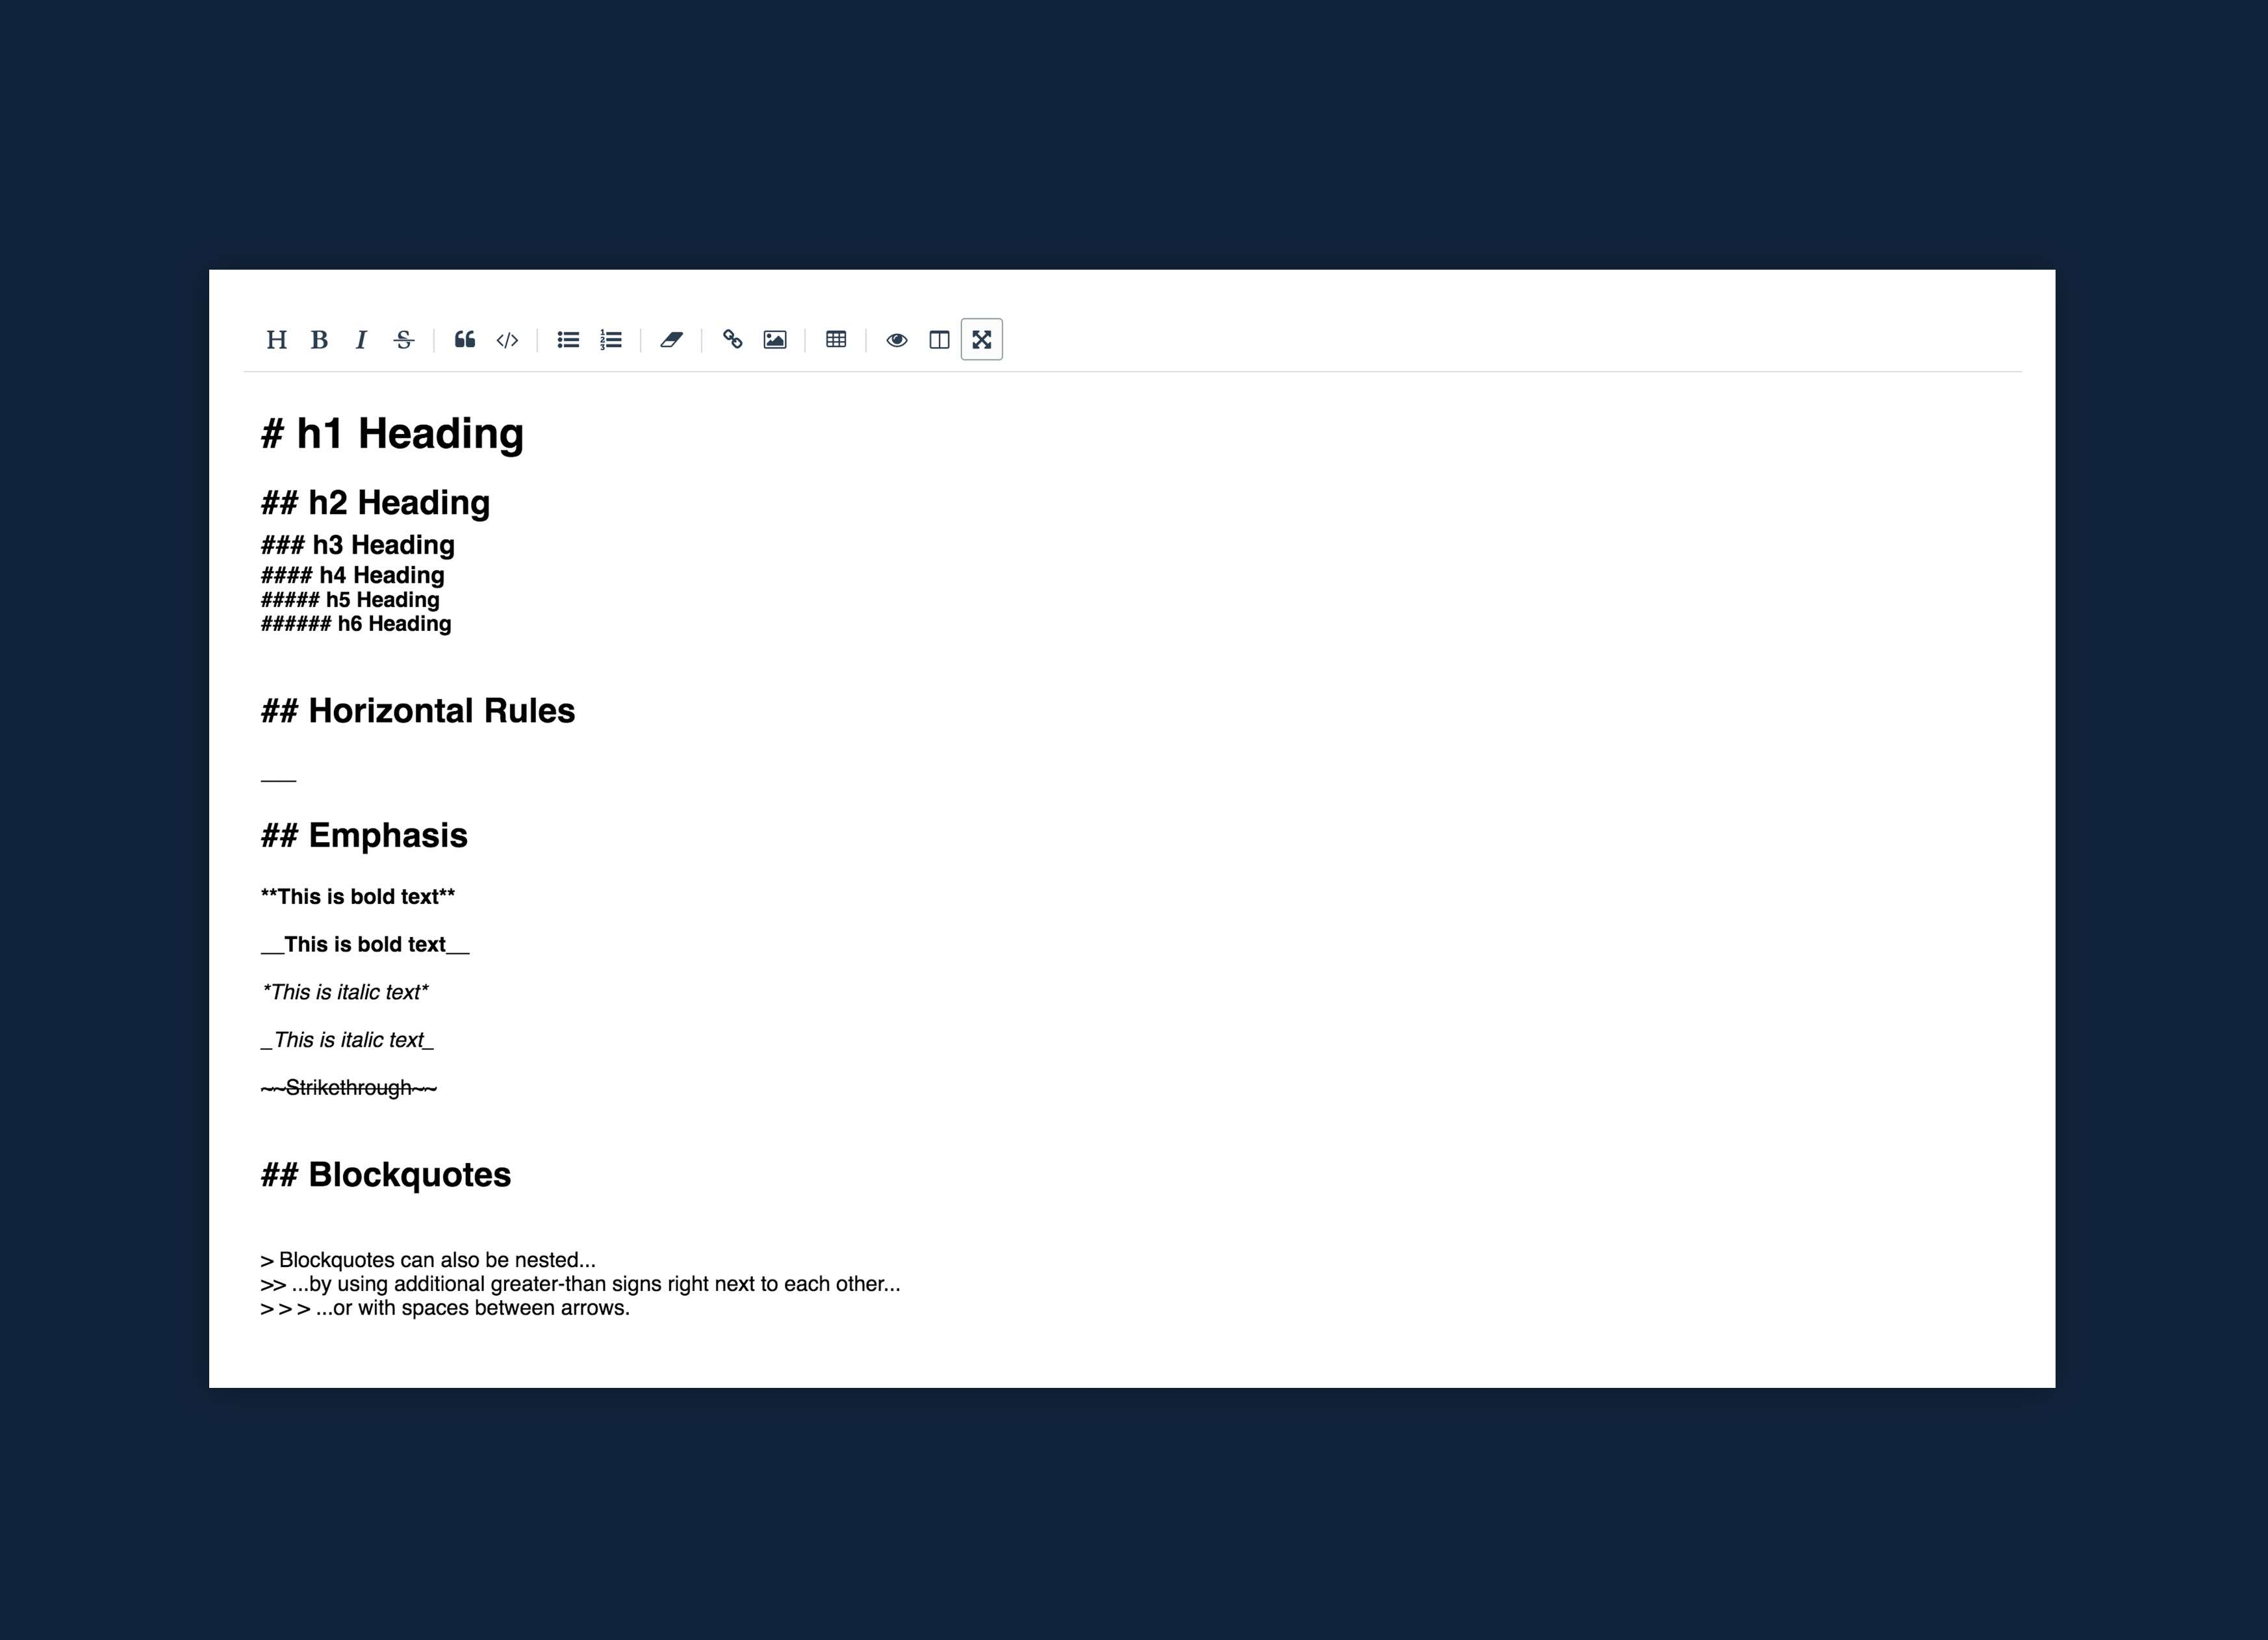 H B I S
# h1 Heading
## h2 Heading
### h3 Heading
#### h4 Heading
##### h5 Heading
###### h6 Heading
## Horizontal Rules
___
## Emphasis
**This is bold text**
__This is bold text__
*This is italic text*
_This is italic text_
~~Strikethrough~~
## Blockquotes
> Blockquotes can also be nested...
>> ...by using additional greater-than signs right next to each other...
> > > ...or with spaces between arrows.